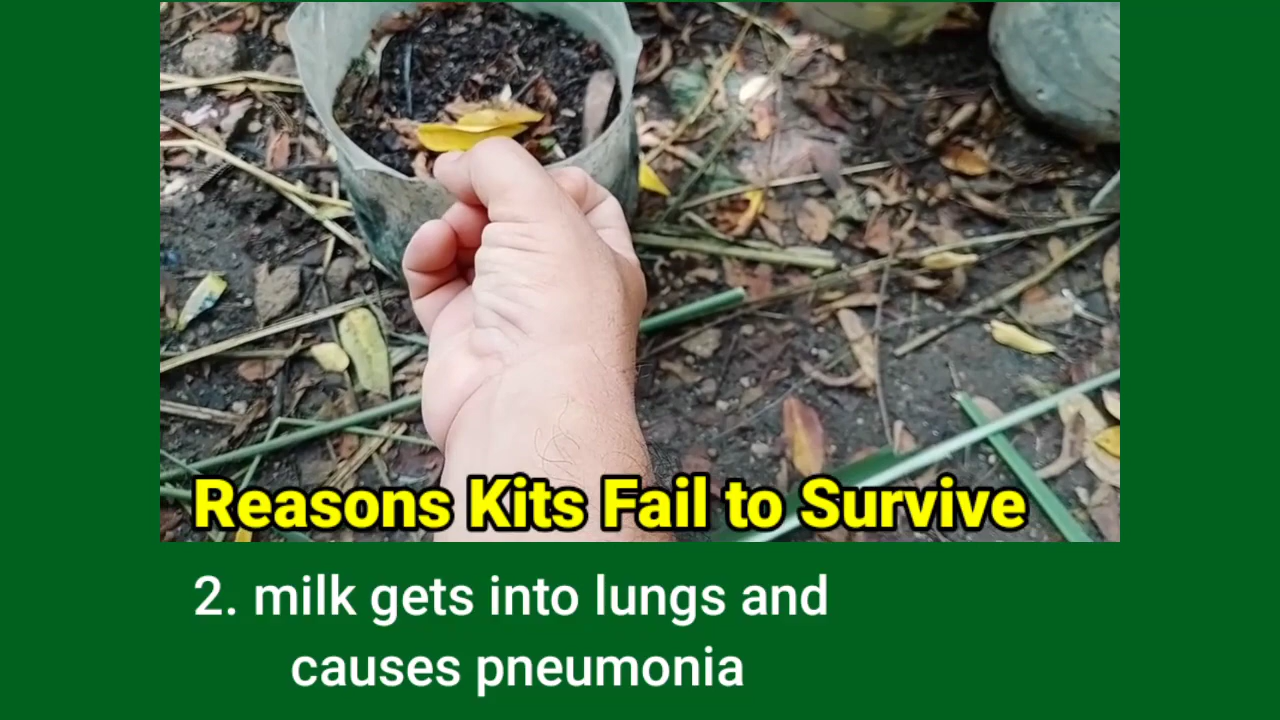 Reasons Kits Fail to Survive
2. milk gets into lungs and
causes pneumonia